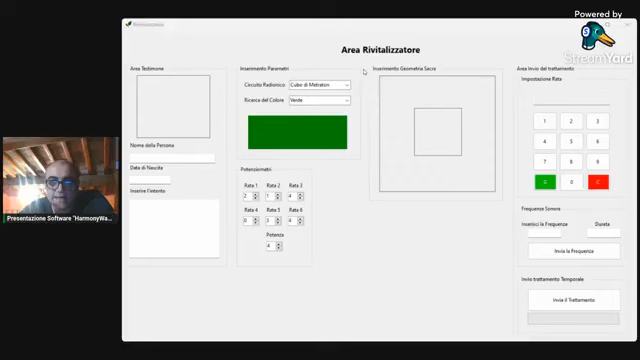 Rivitalizzatore
Powered by
StreamYard
Area Rivitalizzatore
Area Testimone
Nome della Persona
Data di Nascita
Inserire l'intento
Inserimento Parametri
Circuito Radionico
Cubo di Metratron
Ricerca del Colore
Verde
Potenziometri
Rata 1 Rata 2 Rata 3
2 1 4
Rata 4 Rata 5 Rata 6
0 3 4
Potenza
4
Inserimento Geometria Sacra
Area Invio del trattamento
Impostazione Rata
1 2 3
4 5 6
7 8 9
0 C
Frequenze Sonore
Inserisci la Frequenza Durata
Invia la Frequenza
Invio trattamento Temporale
Invia il Trattamento
Presentazione Software "HarmonyWa